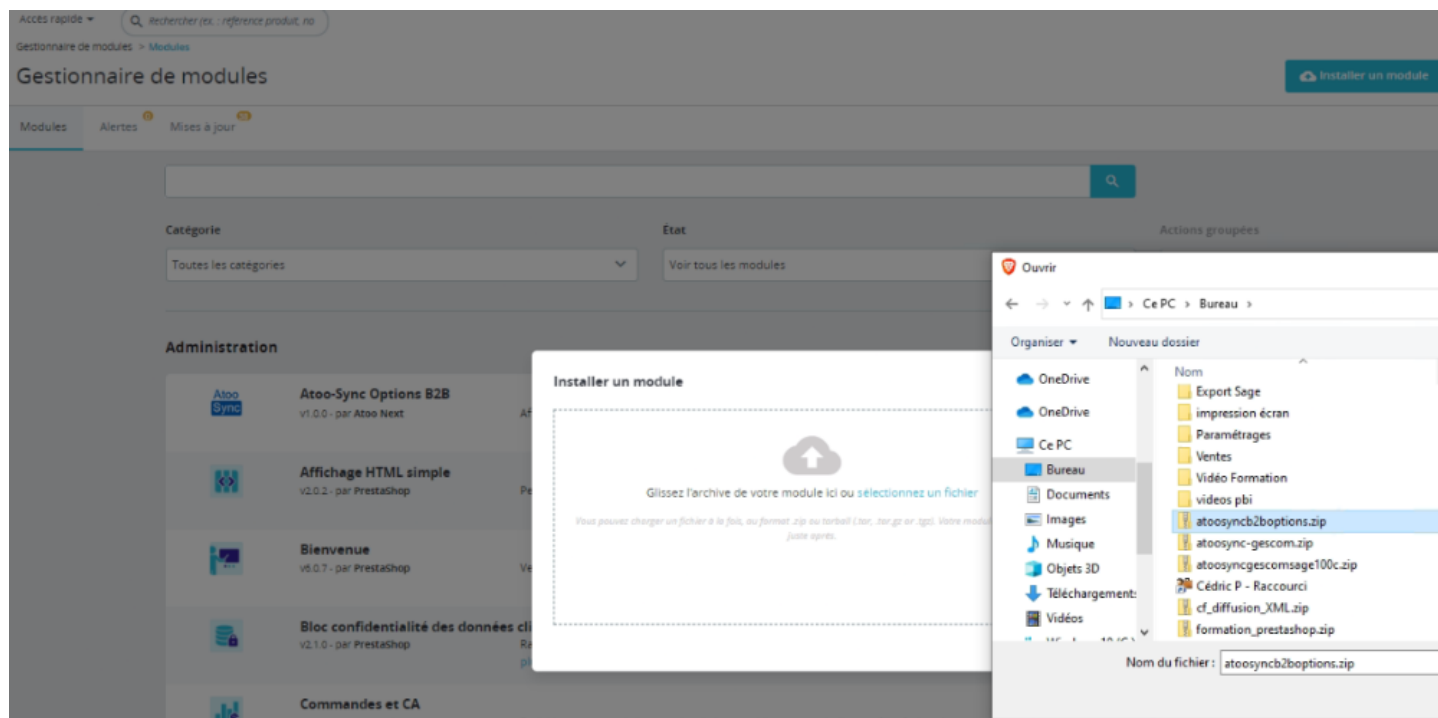 Accès rapide
Rechercher (ex. : référence produit, no
Gestionnaire de modules > Modules
Gestionnaire de modules
Installer un module
Modules
Alertes
Mises à jour
Catégorie
État
Actions groupées
Toutes les catégories
Voir tous les modules
Administration
Atoo Sync
Atoo-Sync Options B2B
v1.0.0 - par Atoo Next
Af
Affichage HTML simple
v2.0.2 - par PrestaShop
Pe
Bienvenue
v6.0.7 - par PrestaShop
Ve
Bloc confidentialité des données cli
v2.1.0 - par PrestaShop
Ra
pl
Commandes et CA
Installer un module
Glissez l'archive de votre module ici ou sélectionnez un fichier
Vous pouvez charger un fichier à la fois, au format .zip ou tarball (.tar, .tar.gz or .tgz). Votre modul
juste après.
Ouvrir
Ce PC > Bureau >
Organiser
Nouveau dossier
OneDrive
OneDrive
Ce PC
Bureau
Documents
Images
Musique
Objets 3D
Téléchargement
Vidéos
Nom
Export Sage
impression écran
Paramétrages
Ventes
Vidéo Formation
videos pbi
atoosyncb2boptions.zip
atoosync-gescom.zip
atoosyncgescomsage100c.zip
Cédric P - Raccourci
cf_diffusion_XML.zip
formation_prestashop.zip
Nom du fichier : atoosyncb2boptions.zip